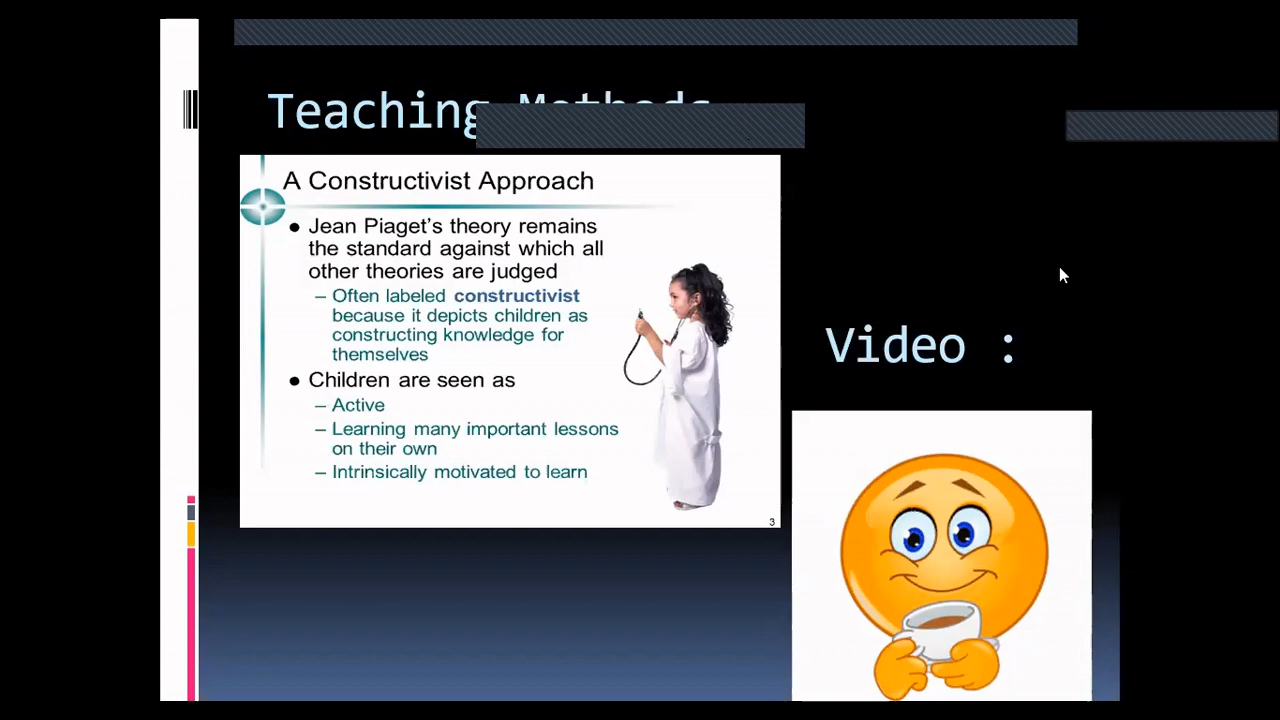 Teaching Methods
A Constructivist Approach
● Jean Piaget's theory remains
the standard against which all
other theories are judged
– Often labeled constructivist
because it depicts children as
constructing knowledge for
themselves
● Children are seen as
– Active
– Learning many important lessons
on their own
– Intrinsically motivated to learn
3
Video :